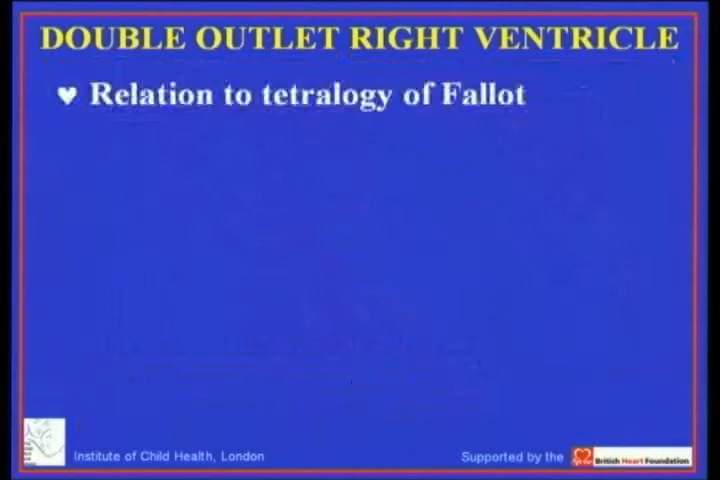 DOUBLE OUTLET RIGHT VENTRICLE
♥ Relation to tetralogy of Fallot
Institute of Child Health, London
Supported by the
British Heart Foundation